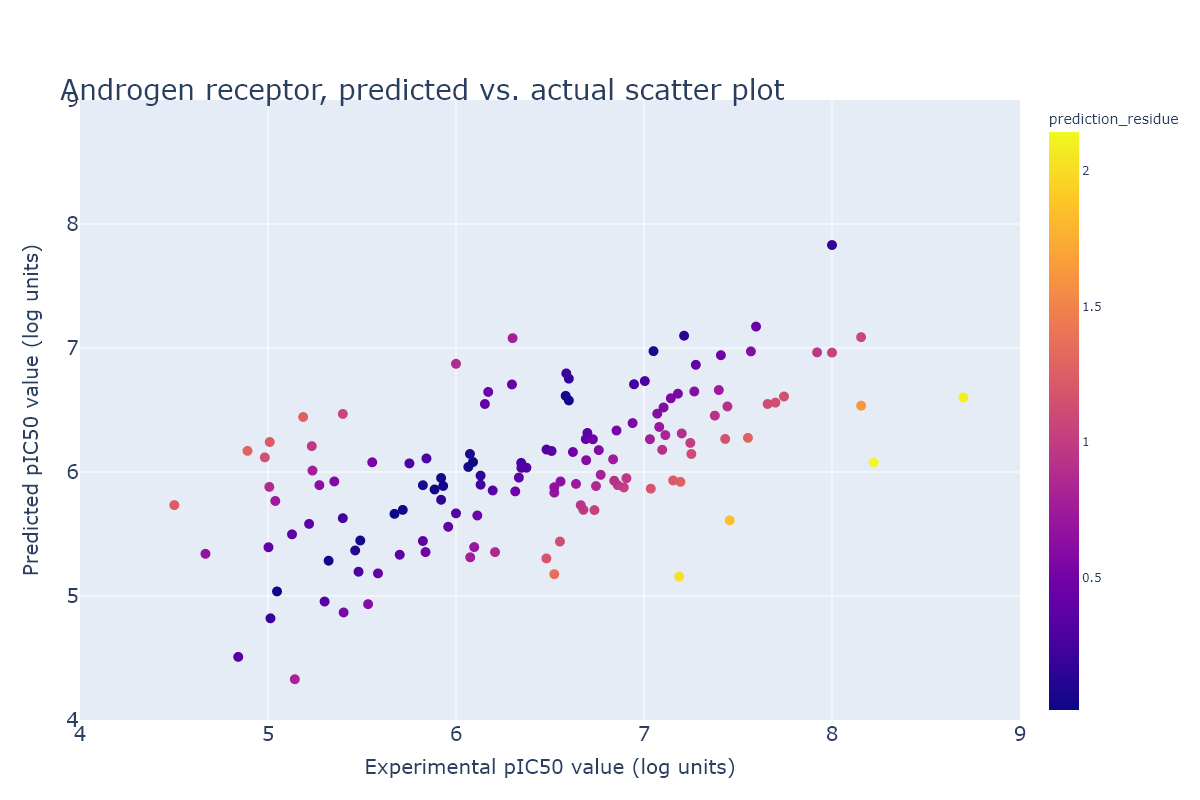 Androgen receptor, predicted vs. actual scatter plot
prediction_residue
2
1.5
1
0.5
9
8
7
6
5
4
Predicted pIC50 value (log units)
4 5 6 7 8 9
Experimental pIC50 value (log units)